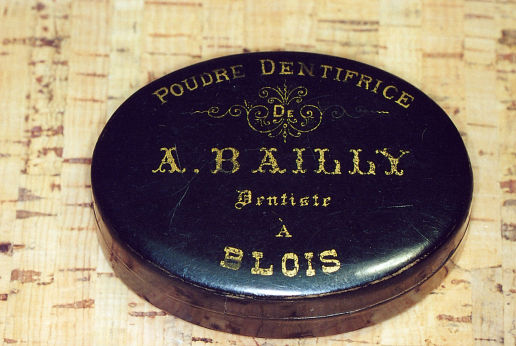 POUDRE DENTIFRICE
DE
A. BAILLY
Dentiste
À
BLOIS